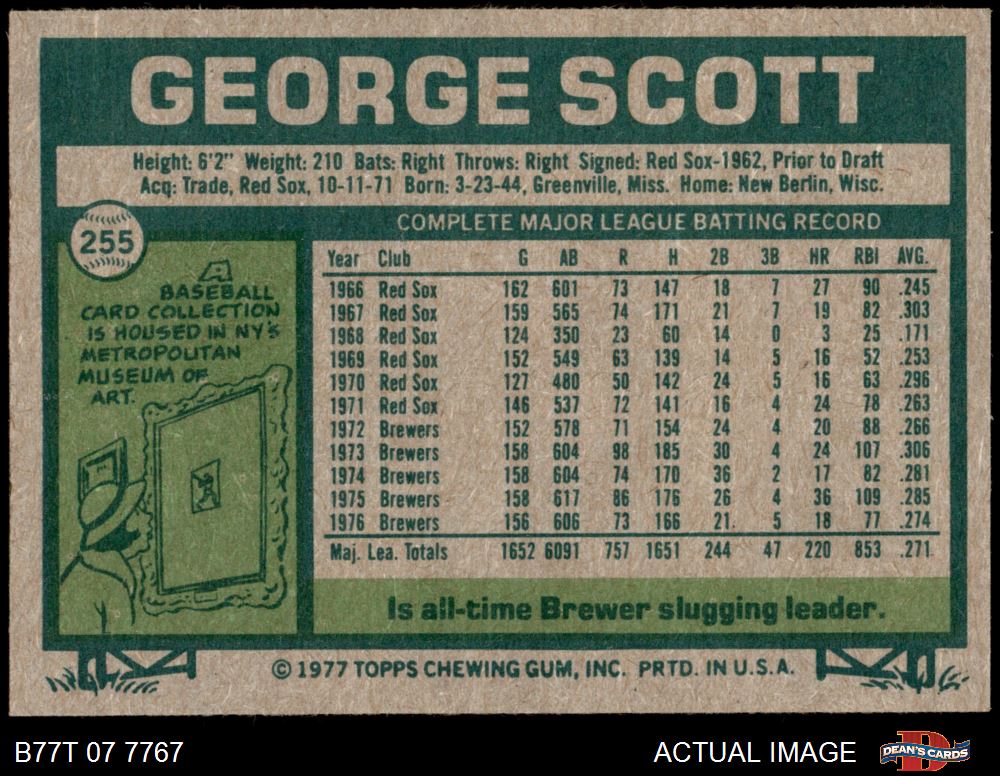 GEORGE SCOTT
Height: 6'2" Weight: 210 Bats: Right Throws: Right Signed: Red Sox-1962, Prior to Draft
Acq: Trade, Red Sox, 10-11-71 Born: 3-23-44, Greenville, Miss. Home: New Berlin, Wisc.
255
A
BASEBALL
CARD COLLECTION
IS HOUSED IN NY'S
METROPOLITAN
MUSEUM OF
ART.
COMPLETE MAJOR LEAGUE BATTING RECORD
Year Club G AB R H 2B 3B HR RBI AVG.
1966 Red Sox 162 601 73 147 18 7 27 90 .245
1967 Red Sox 159 565 74 171 21 7 19 82 .303
1968 Red Sox 124 350 23 60 14 0 3 25 .171
1969 Red Sox 152 549 63 139 14 5 16 52 .253
1970 Red Sox 127 480 50 142 24 5 16 63 .296
1971 Red Sox 146 537 72 141 16 4 24 78 .263
1972 Brewers 152 578 71 154 24 4 20 88 .266
1973 Brewers 158 604 98 185 30 4 24 107 .306
1974 Brewers 158 604 74 170 36 2 17 82 .281
1975 Brewers 158 617 86 176 26 4 36 109 .285
1976 Brewers 156 606 73 166 21 5 18 77 .274
Maj. Lea. Totals 1652 6091 757 1651 244 47 220 853 .271
Is all-time Brewer slugging leader.
© 1977 TOPPS CHEWING GUM, INC. PRTD. IN U.S.A.
B77T 07 7767
ACTUAL IMAGE
D
DEAN'S CARDS